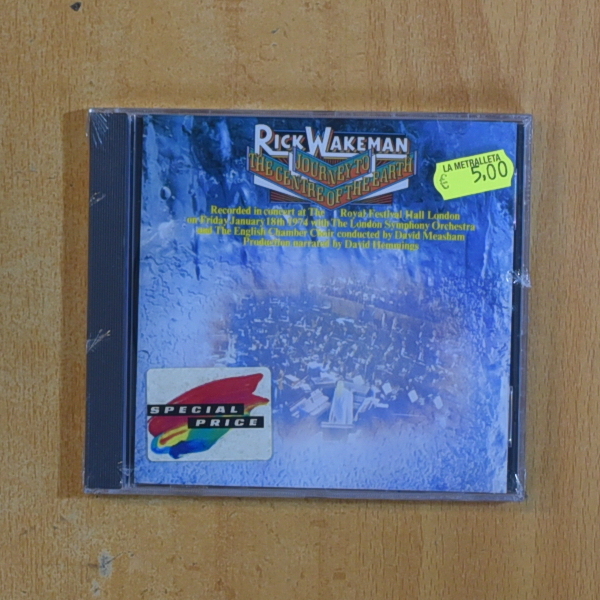 RICK WAKEMAN
JOURNEY TO
THE CENTRE OF THE EARTH
Recorded in concert at The Royal Festival Hall London
on Friday January 18th 1974 with The London Symphony Orchestra
and The English Chamber Choir conducted by David Measham
Production narrated by David Hemmings
LA METRALLETA
€ 5,00
SPECIAL
PRICE